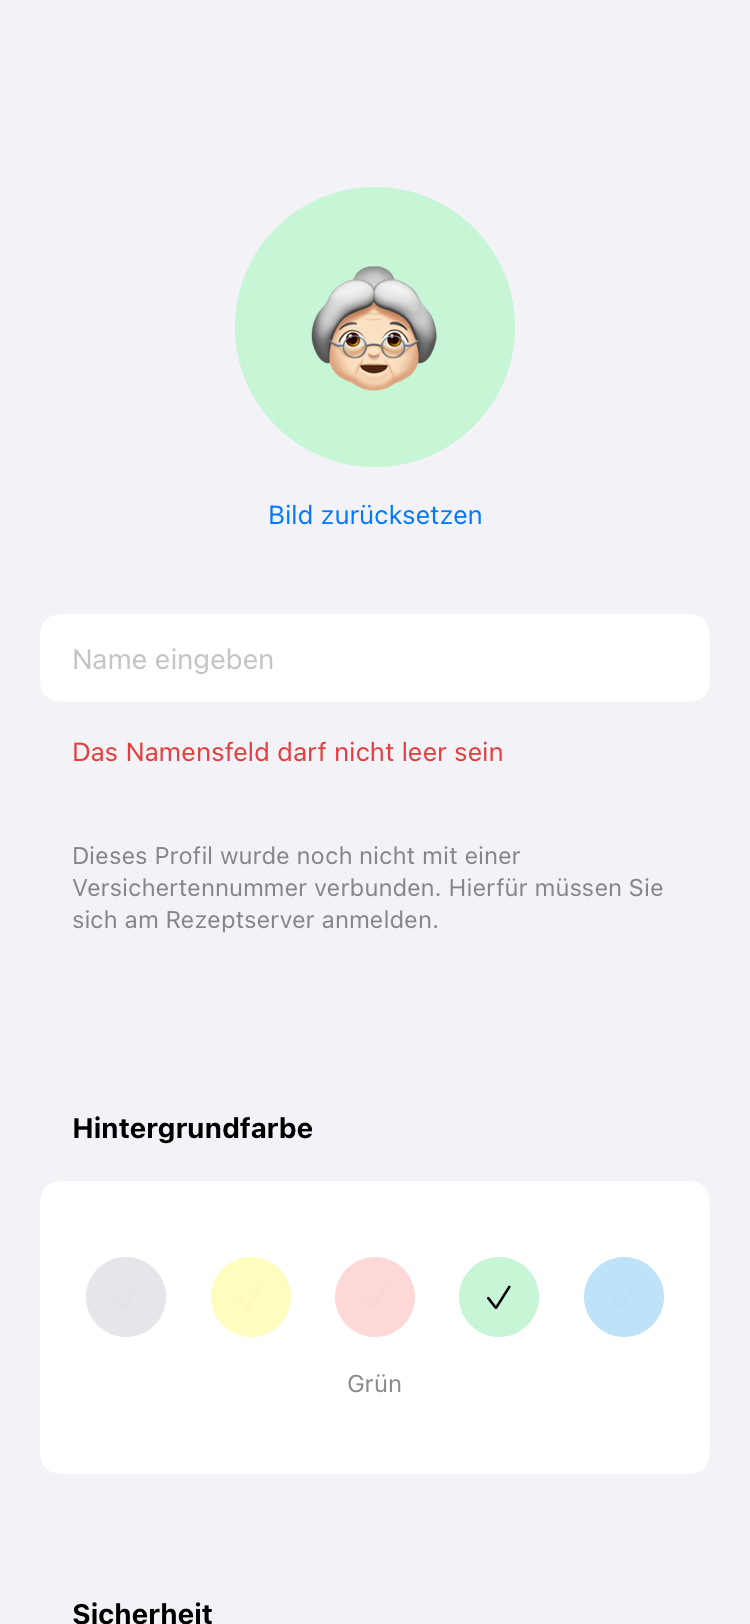 Bild zurücksetzen
Name eingeben
Das Namensfeld darf nicht leer sein
Dieses Profil wurde noch nicht mit einer
Versichertennummer verbunden. Hierfür müssen Sie
sich am Rezeptserver anmelden.
Hintergrundfarbe
Grün
Sicherheit